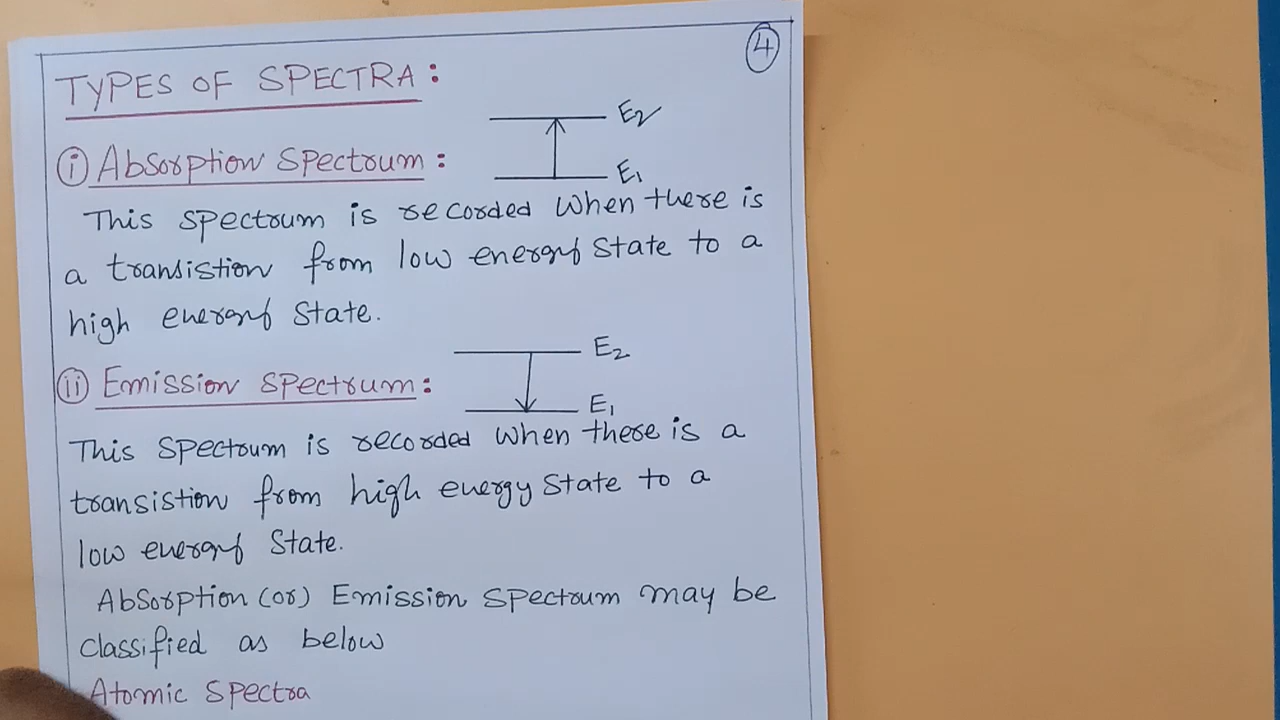 4
TYPES OF SPECTRA:
E2
i Absorption Spectrum:
E1
This spectrum is recorded when there is
a transistion from low energy state to a
high energy state.
E2
ii Emission Spectrum:
E1
This spectrum is recorded when there is a
transistion from high energy state to a
low energy state.
Absorption (or) Emission spectrum may be
classified as below
Atomic Spectra